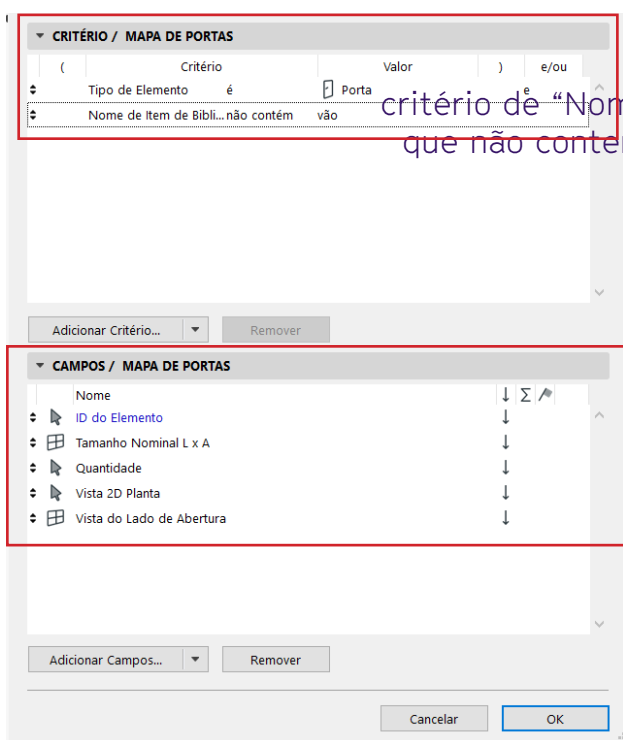 CRITÉRIO / MAPA DE PORTAS
( Critério Valor ) e/ou
Tipo de Elemento é Porta e
Nome de Item de Bibli... não contém vão
critério de “Nom
que não conte
Adicionar Critério... Remover
CAMPOS / MAPA DE PORTAS
Nome ↓ Σ
ID do Elemento ↓
Tamanho Nominal L x A ↓
Quantidade ↓
Vista 2D Planta ↓
Vista do Lado de Abertura ↓
Adicionar Campos... Remover
Cancelar OK